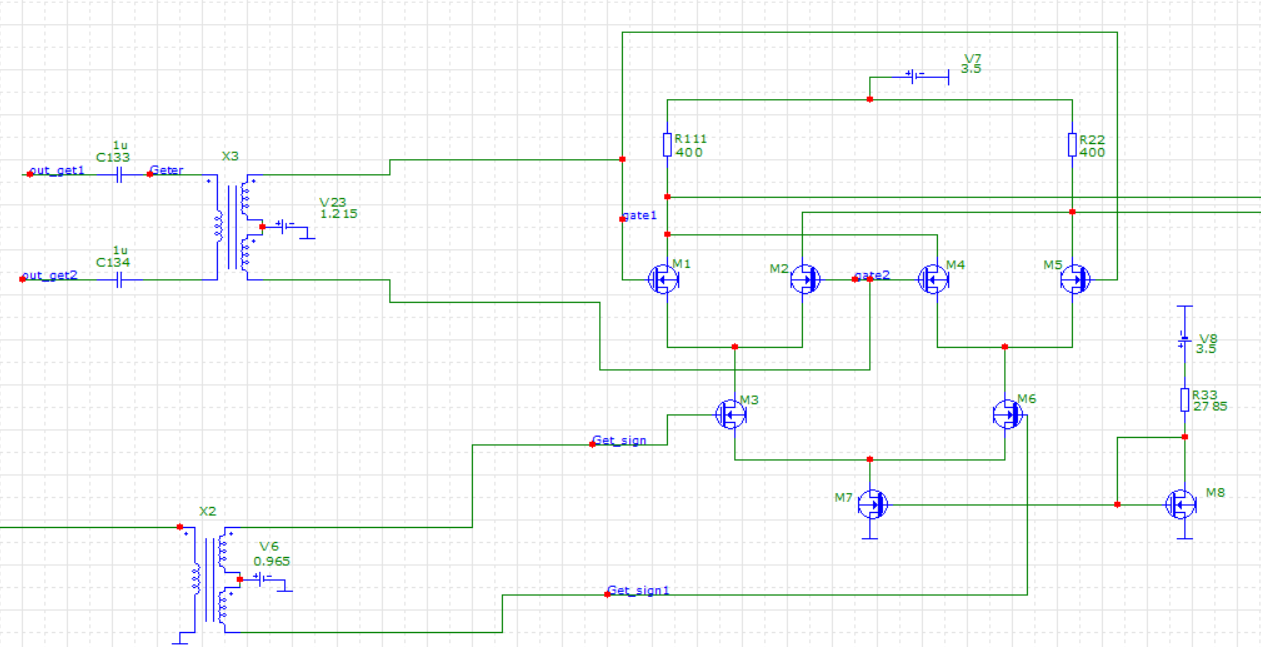 V7
3.5
1u
C133
out_get1
Geter
X3
R111
400
R22
400
V23
1.215
gate1
1u
C134
out_get2
M1
M2
gate2
M4
M5
V8
3.5
M3
M6
R33
2785
Get_sign
M7
M8
X2
V6
0.965
Get_sign1